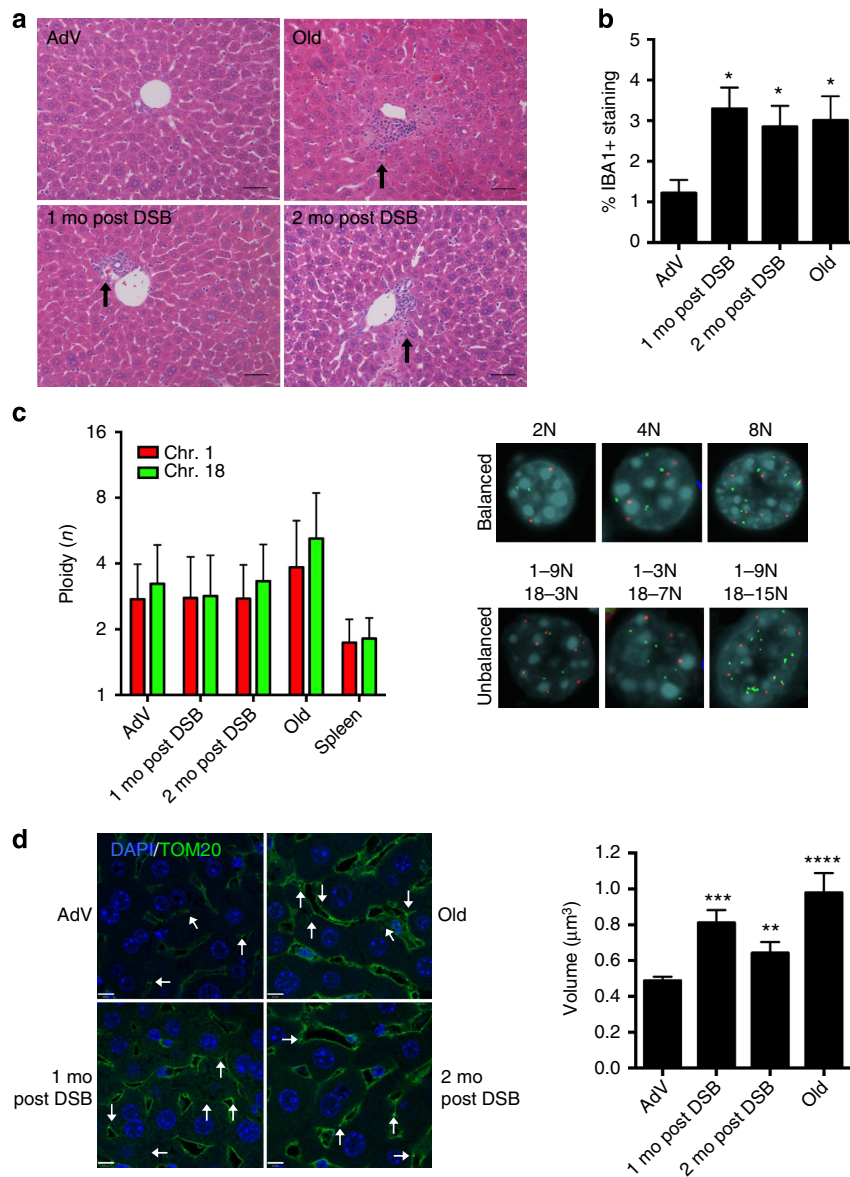 a
AdV
Old
1 mo post DSB
2 mo post DSB
b
% IBA1+ staining
5
4
3
2
1
0
*
*
*
AdV
1 mo post DSB
2 mo post DSB
Old
c
Ploidy (n)
16
8
4
2
1
Chr. 1
Chr. 18
AdV
1 mo post DSB
2 mo post DSB
Old
Spleen
2N
4N
8N
Balanced
1–9N
18–3N
1–3N
18–7N
1–9N
18–15N
Unbalanced
d
DAPI/TOM20
AdV
Old
1 mo
post DSB
2 mo
post DSB
Volume (μm³)
1.2
1.0
0.8
0.6
0.4
0.2
0.0
***
**
****
AdV
1 mo post DSB
2 mo post DSB
Old